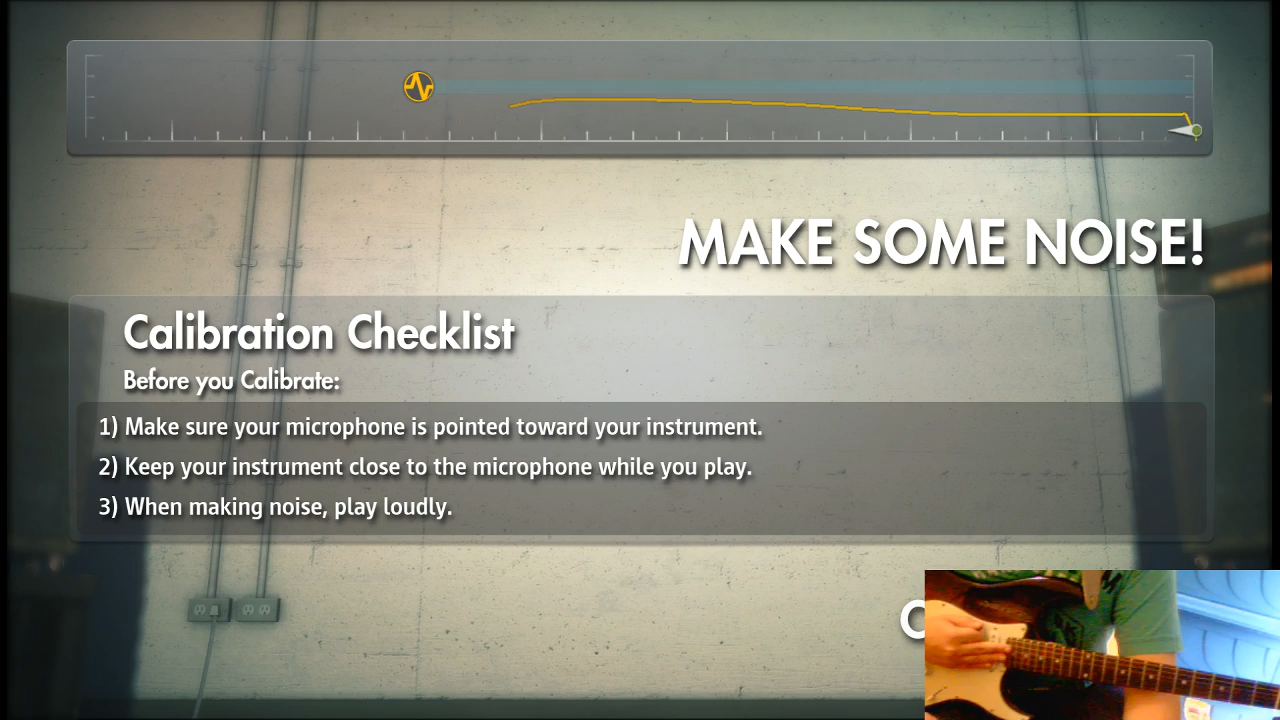 MAKE SOME NOISE!
Calibration Checklist
Before you Calibrate:
1) Make sure your microphone is pointed toward your instrument.
2) Keep your instrument close to the microphone while you play.
3) When making noise, play loudly.